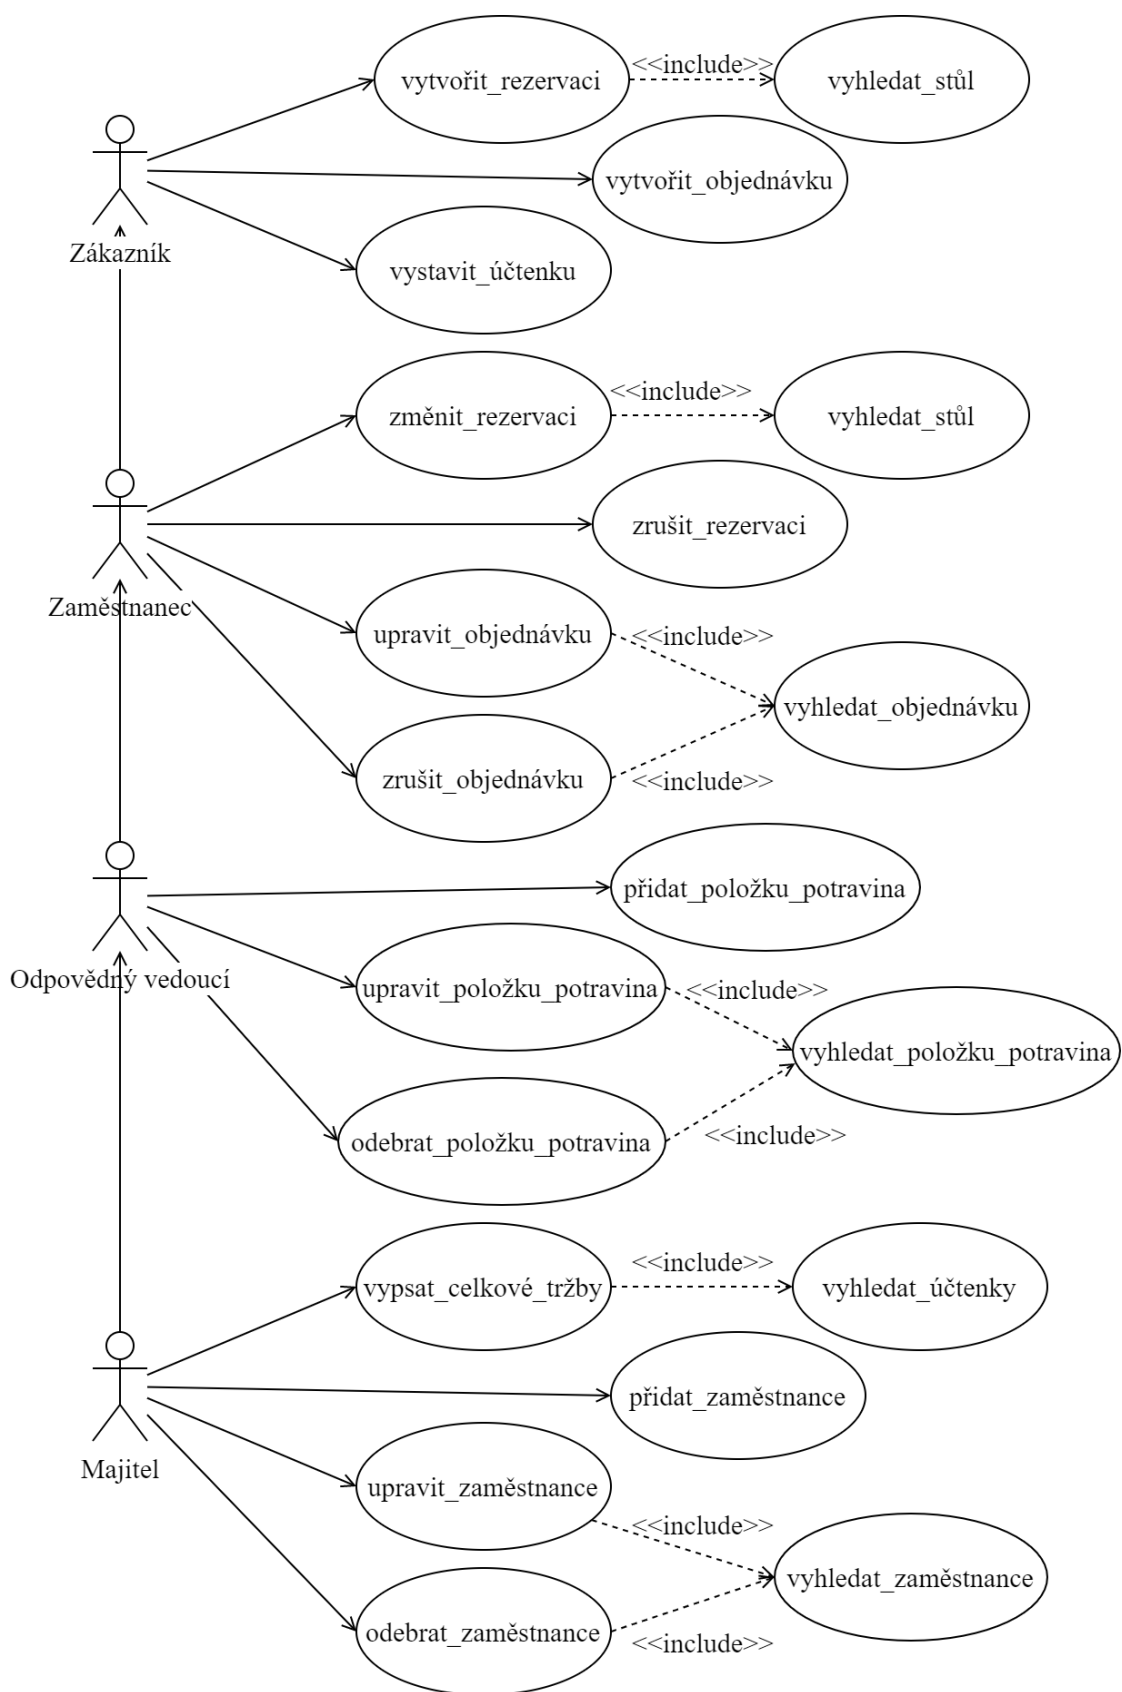 <<include>>
vytvořit_rezervaci
vyhledat_stůl
vytvořit_objednávku
Zákazník
vystavit_účtenku
<<include>>
změnit_rezervaci
vyhledat_stůl
zrušit_rezervaci
Zaměstnanec
upravit_objednávku
<<include>>
vyhledat_objednávku
zrušit_objednávku
<<include>>
přidat_položku_potravina
Odpovědný vedoucí
upravit_položku_potravina
<<include>>
vyhledat_položku_potravina
odebrat_položku_potravina
<<include>>
<<include>>
vypsat_celkové_tržby
vyhledat_účtenky
přidat_zaměstnance
Majitel
upravit_zaměstnance
<<include>>
vyhledat_zaměstnance
odebrat_zaměstnance
<<include>>